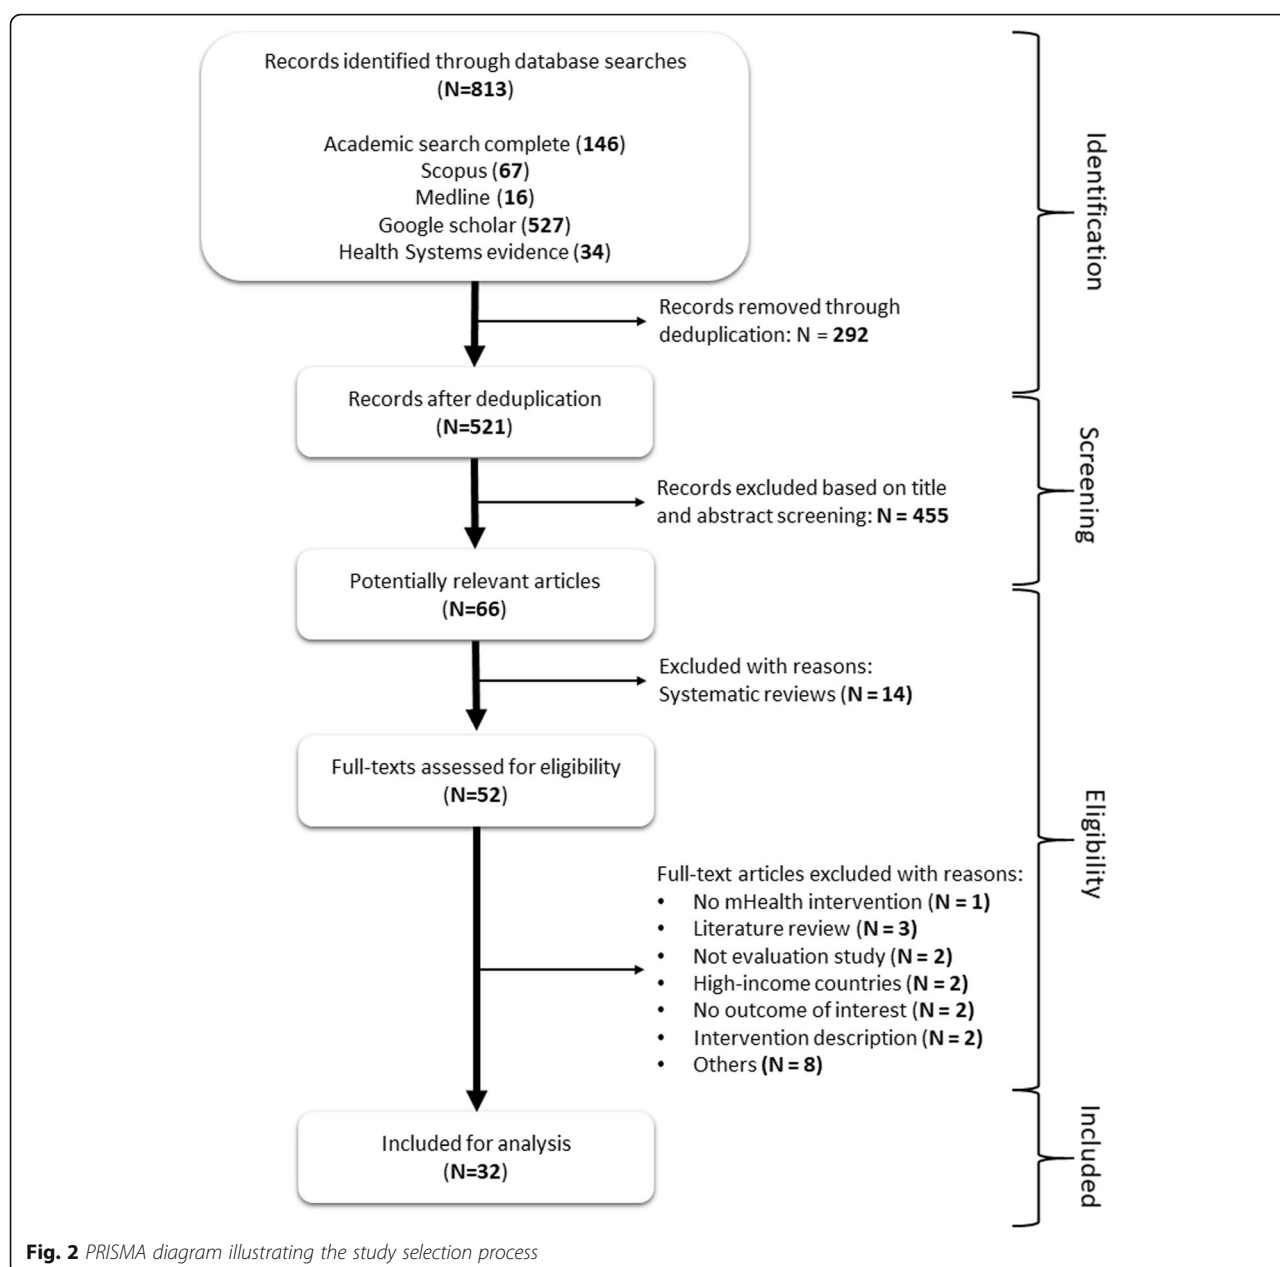 Records identified through database searches
(N=813)
Academic search complete (146)
Scopus (67)
Medline (16)
Google scholar (527)
Health Systems evidence (34)
Identification
Records removed through
deduplication: N = 292
Records after deduplication
(N=521)
Screening
Records excluded based on title
and abstract screening: N = 455
Potentially relevant articles
(N=66)
Excluded with reasons:
Systematic reviews (N = 14)
Full-texts assessed for eligibility
(N=52)
Eligibility
Full-text articles excluded with reasons:
• No mHealth intervention (N = 1)
• Literature review (N = 3)
• Not evaluation study (N = 2)
• High-income countries (N = 2)
• No outcome of interest (N = 2)
• Intervention description (N = 2)
• Others (N = 8)
Included for analysis
(N=32)
Included
Fig. 2 PRISMA diagram illustrating the study selection process